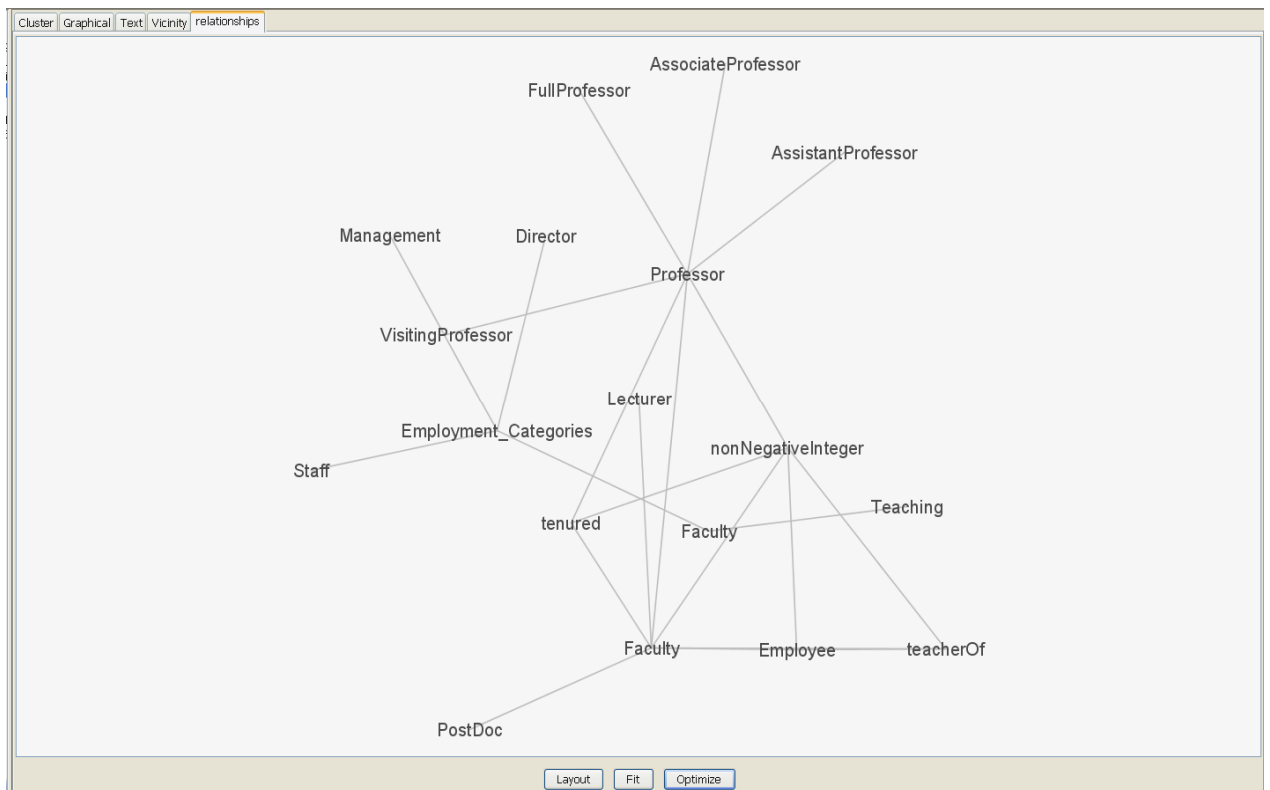 Cluster Graphical Text Vicinity relationships
AssociateProfessor
FullProfessor
AssistantProfessor
Management
Director
Professor
VisitingProfessor
Lecturer
Employment_Categories
nonNegativeInteger
Staff
Teaching
tenured
Faculty
Faculty
Employee
teacherOf
PostDoc
Layout Fit Optimize